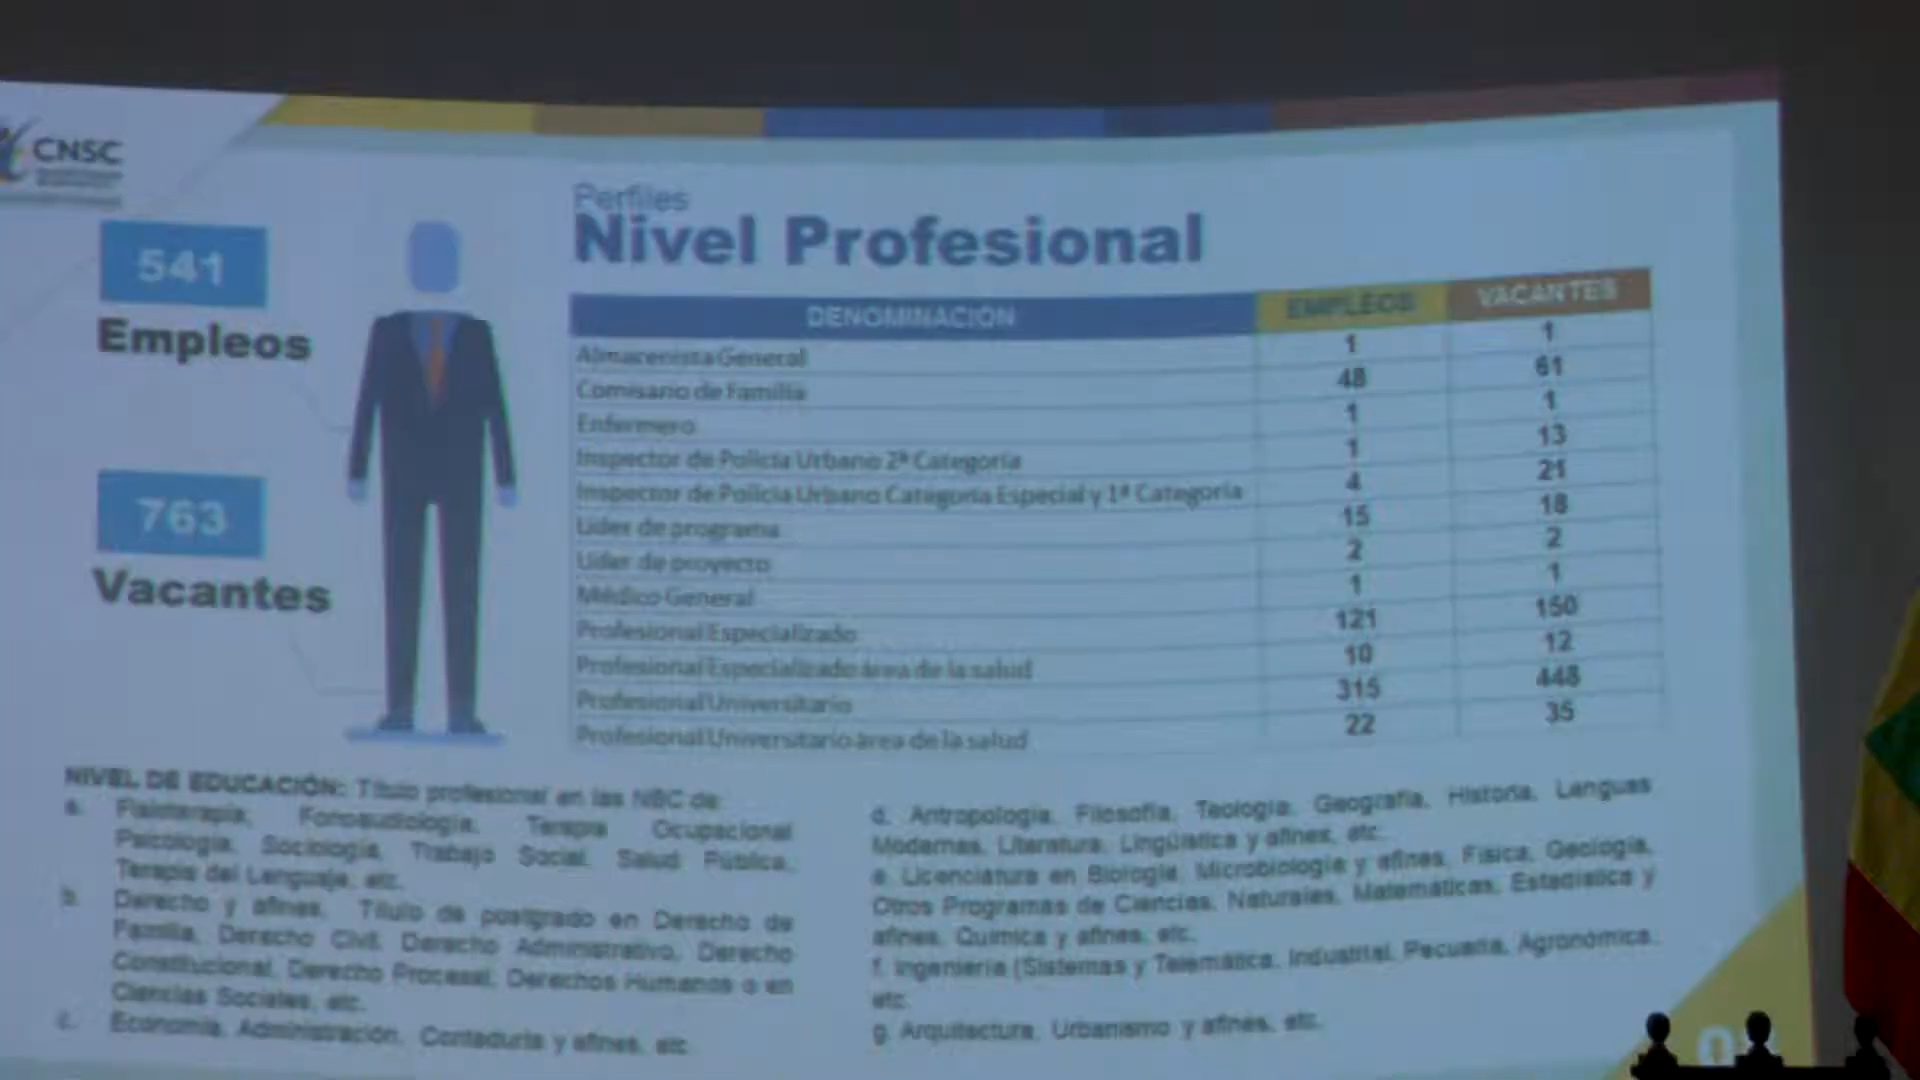 CNSC
541
Empleos
763
Vacantes
Perfiles
Nivel Profesional
DENOMINACIÓN EMPLEOS VACANTES
Almacenista General 1 1
Comisario de Familia 48 61
Enfermero 1 1
Inspector de Policía Urbano 2ª Categoría 1 13
Inspector de Policía Urbano Categoría Especial y 1ª Categoría 4 21
Líder de programa 15 18
Líder de proyecto 2 2
Médico General 1 1
Profesional Especializado 121 150
Profesional Especializado área de la salud 10 12
Profesional Universitario 315 448
Profesional Universitario área de la salud 22 35
NIVEL DE EDUCACIÓN: Título profesional en las NBC de:
a. Fisioterapia, Fonoaudiología, Terapia Ocupacional
Psicología, Sociología, Trabajo Social, Salud Pública,
Terapia del Lenguaje, etc.
b. Derecho y afines, Título de postgrado en Derecho de
Familia, Derecho Civil, Derecho Administrativo, Derecho
Constitucional, Derecho Procesal, Derechos Humanos o en
Ciencias Sociales, etc.
c. Economía, Administración, Contaduría y afines, etc.
d. Antropología, Filosofía, Teología, Geografía, Historia, Lenguas
Modernas, Literatura, Lingüística y afines, etc.
e. Licenciatura en Biología, Microbiología y afines, Física, Geología,
Otros Programas de Ciencias, Naturales, Matemáticas, Estadística y
afines, Química y afines, etc.
f. Ingeniería (Sistemas y Telemática, Industrial, Pecuaria, Agronómica,
etc.
g. Arquitectura, Urbanismo y afines, etc.